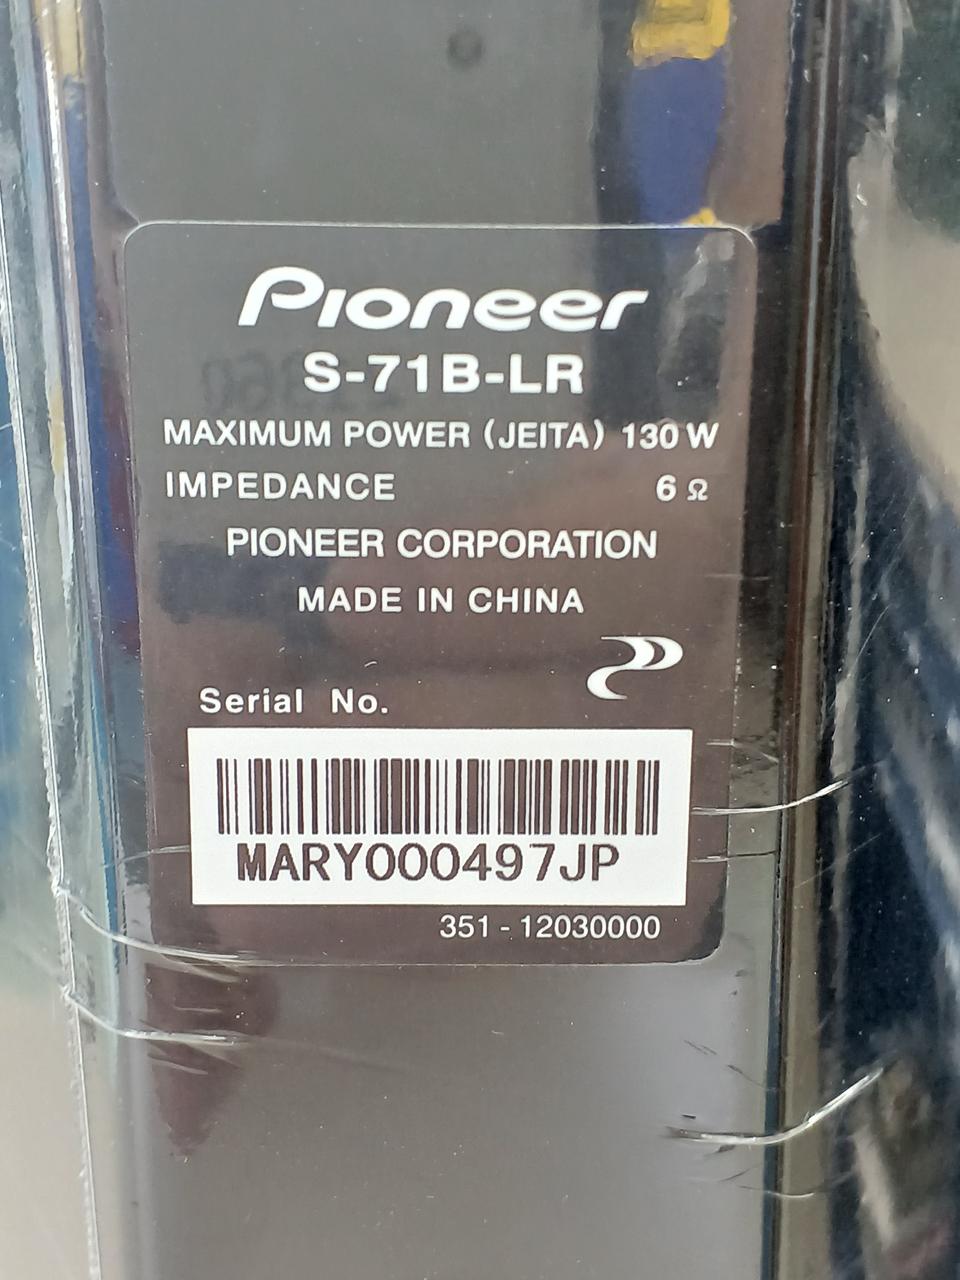 Pioneer
S-71B-LR
MAXIMUM POWER (JEITA) 130 W
IMPEDANCE 6 Ω
PIONEER CORPORATION
MADE IN CHINA
Serial No.
MARY000497JP
351 - 12030000